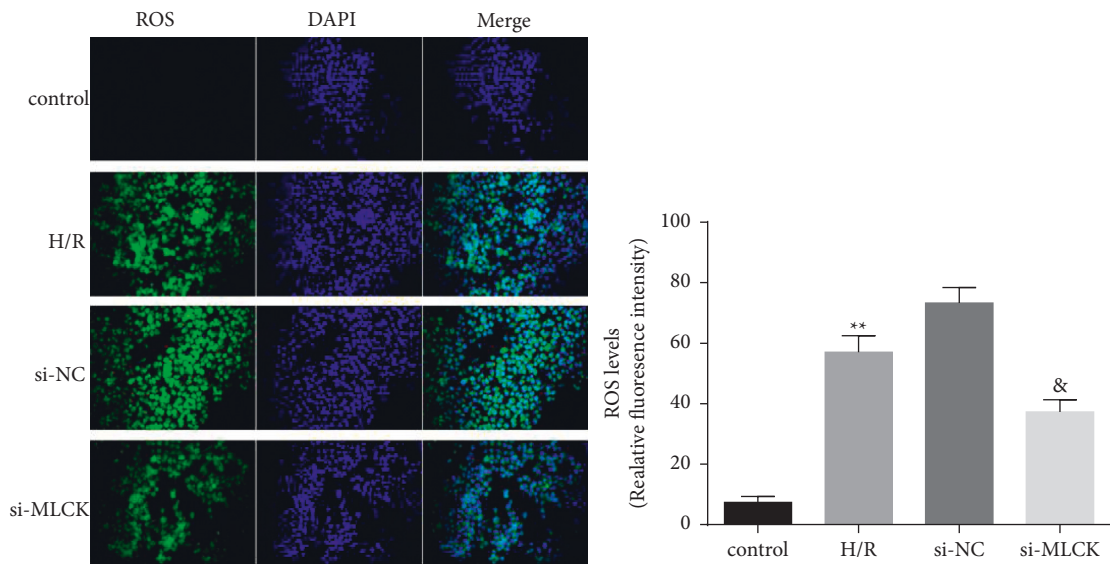 ROS DAPI Merge
control
H/R
si-NC
si-MLCK
ROS levels
(Realative fluoresence intensity)
100
80
60
40
20
0
**
&
control H/R si-NC si-MLCK